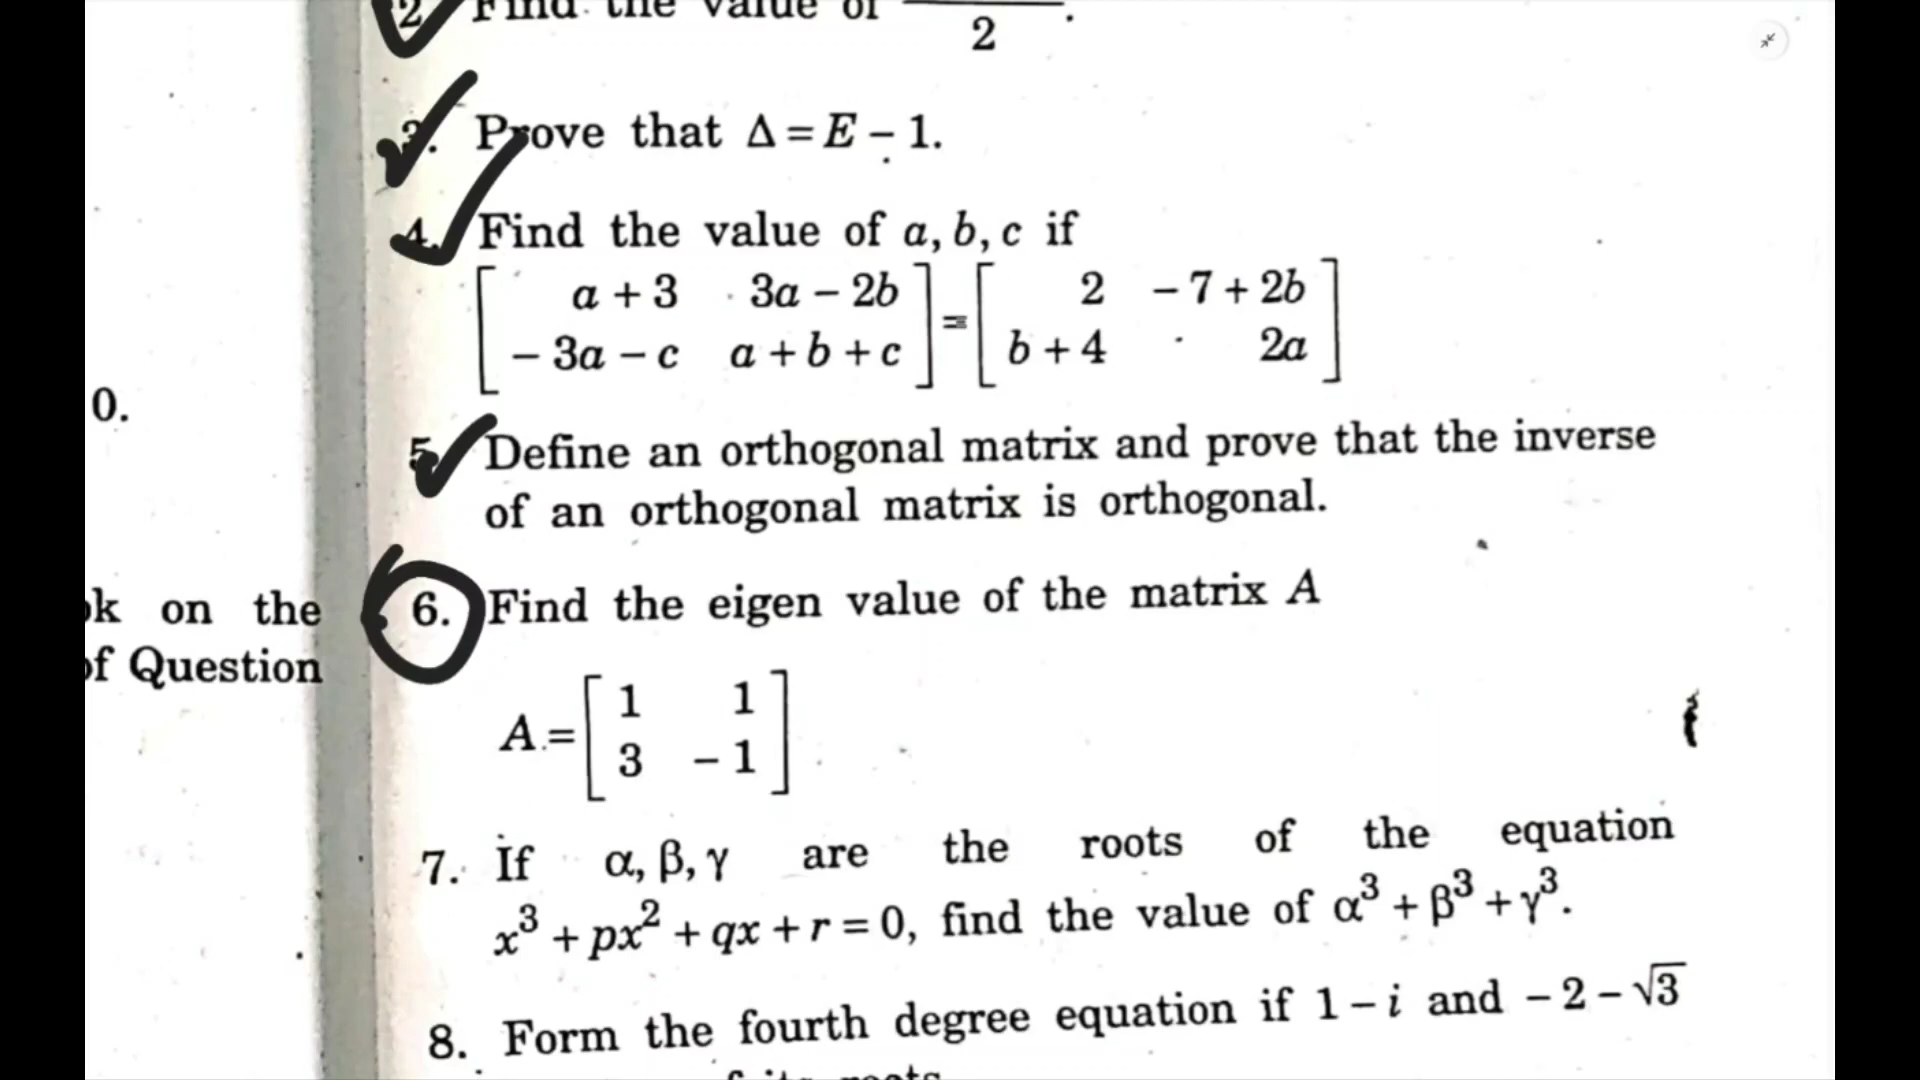 2 Find the value of
2 .
3. Prove that Δ = E − 1.
4. Find the value of a, b, c if
[ a + 3 3a − 2b ] = [ 2 − 7 + 2b ]
[ − 3a − c a + b + c ] [ b + 4 2a ]
0.
5. Define an orthogonal matrix and prove that the inverse
of an orthogonal matrix is orthogonal.
on the
6. Find the eigen value of the matrix A
of Question
A = [ 1 1 ]
[ 3 − 1 ]
7. If α, β, γ are the roots of the equation
x³ + px² + qx + r = 0, find the value of α³ + β³ + γ³.
8. Form the fourth degree equation if 1 − i and − 2 − √3
roots